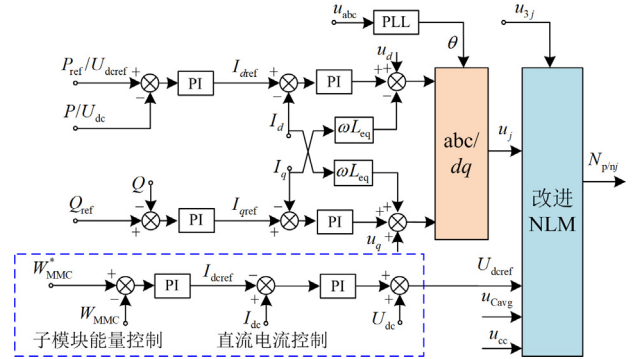 u_abc PLL u_3j
θ
P_ref/U_dcref + − PI I_dref + − PI u_d + + −
P/U_dc
I_d ωL_eq
I_q ωL_eq
abc/
dq
u_j
改进
NLM
N_p/nj
Q
Q_ref − + PI I_qref − + PI + + +
u_q
W*_MMC + − PI I_dcref + − PI + +
W_MMC I_dc U_dc
子模块能量控制 直流电流控制
U_dcref
u_Cavg
u_cc